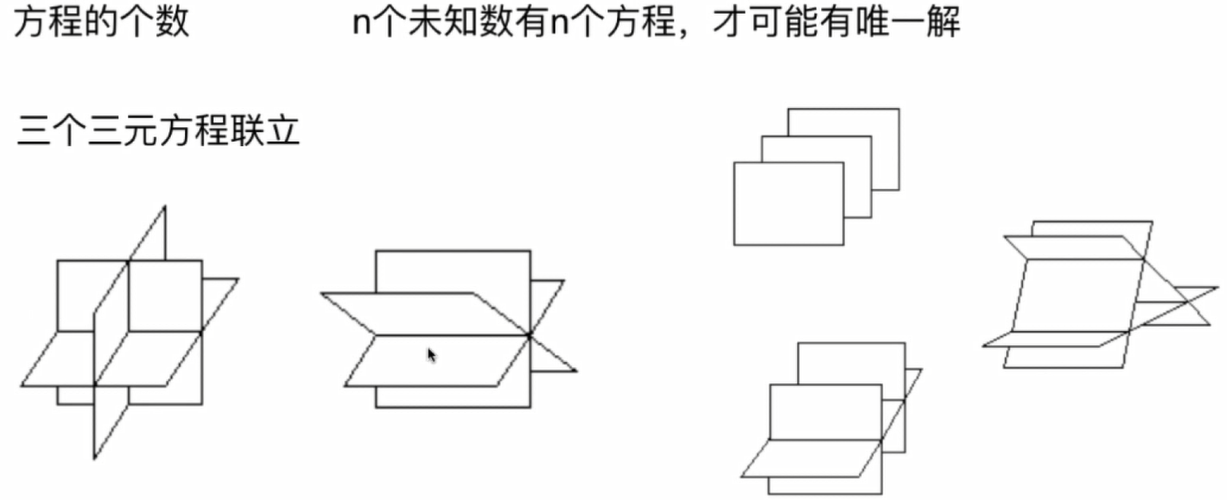 方程的个数
n个未知数有n个方程，才可能有唯一解
三个三元方程联立